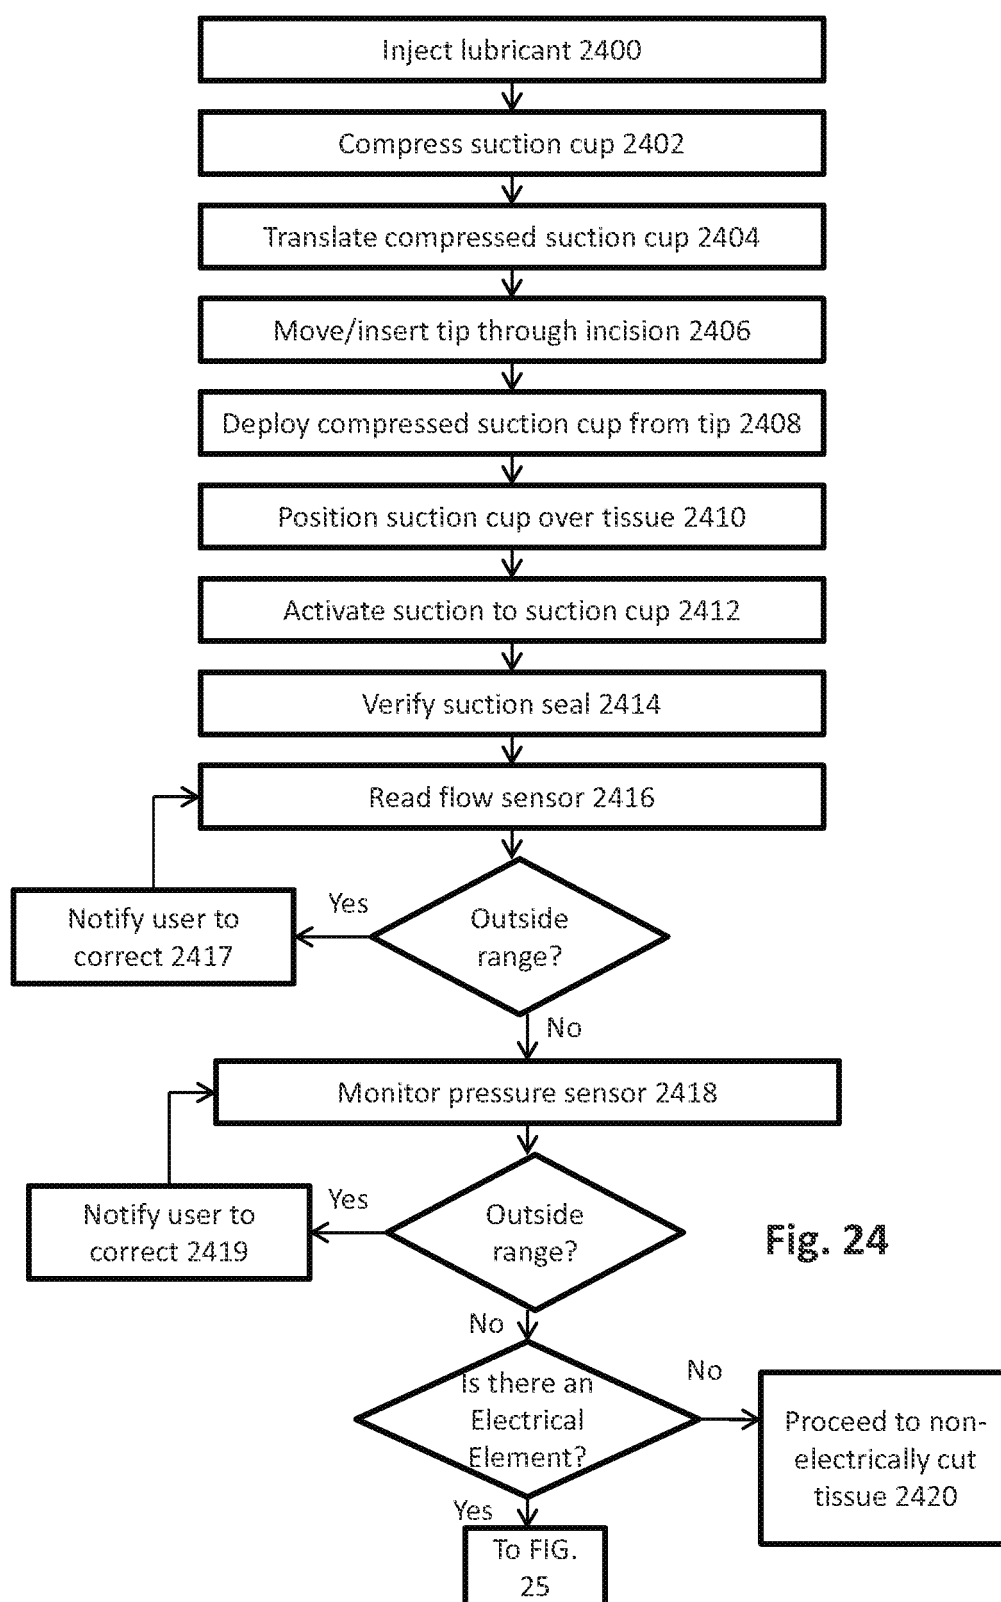 Inject lubricant 2400
Compress suction cup 2402
Translate compressed suction cup 2404
Move/insert tip through incision 2406
Deploy compressed suction cup from tip 2408
Position suction cup over tissue 2410
Activate suction to suction cup 2412
Verify suction seal 2414
Read flow sensor 2416
Yes
Notify user to
correct 2417
Outside
range?
No
Monitor pressure sensor 2418
Yes
Notify user to
correct 2419
Outside
range?
Fig. 24
No
Is there an
Electrical
Element?
No
Proceed to non-
electrically cut
tissue 2420
Yes
To FIG.
25